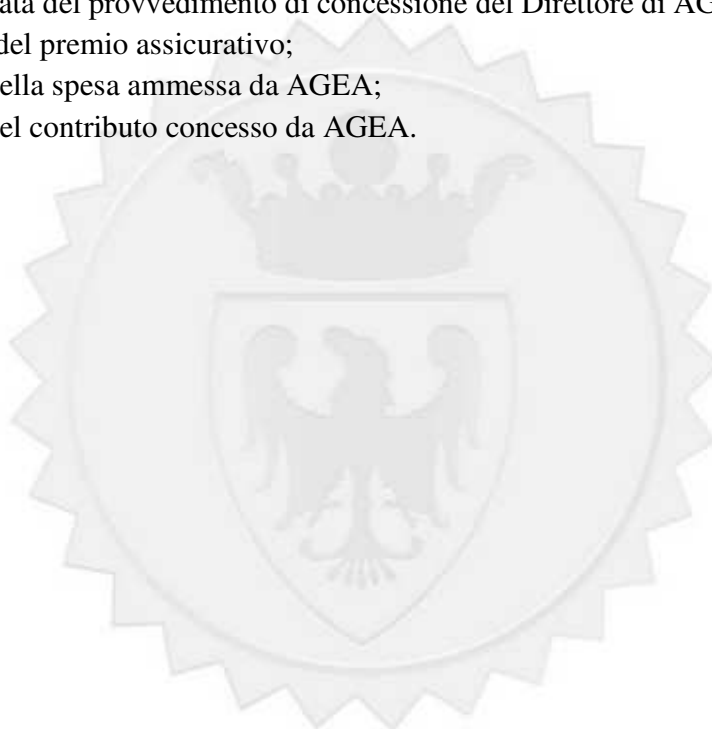 ata del provvedimento di concessione del Direttore di AG
del premio assicurativo;
ella spesa ammessa da AGEA;
el contributo concesso da AGEA.